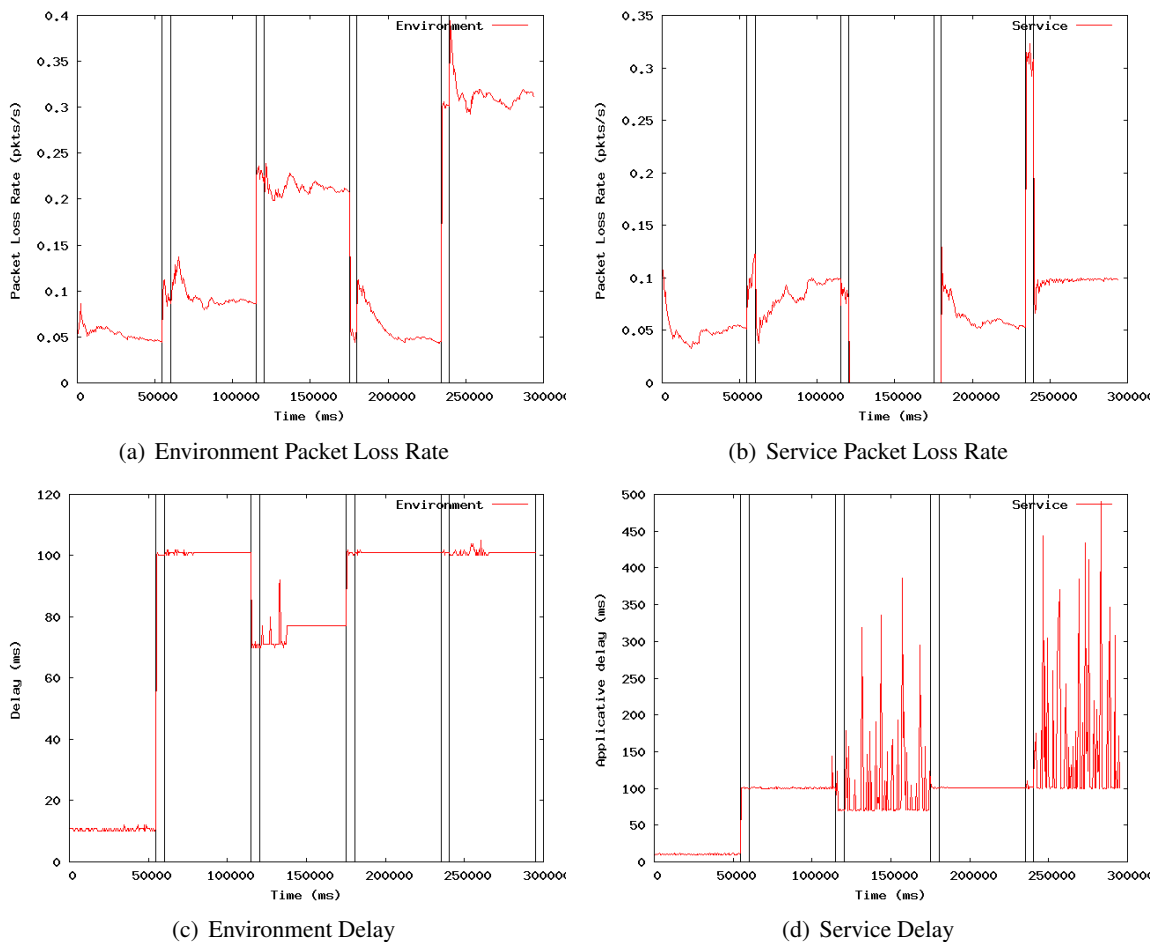 Environment
Packet Loss Rate (pkts/s)
0.4
0.35
0.3
0.25
0.2
0.15
0.1
0.05
0
0 50000 100000 150000 200000 250000
Time (ms)
(a) Environment Packet Loss Rate
Service
Packet Loss Rate (pkts/s)
0.35
0.3
0.25
0.2
0.15
0.1
0.05
0
0 50000 100000 150000 200000 250000
Time (ms)
(b) Service Packet Loss Rate
Environment
Delay (ms)
120
100
80
60
40
20
0
0 50000 100000 150000 200000 250000
Time (ms)
(c) Environment Delay
Service
Applicative delay (ms)
500
450
400
350
300
250
200
150
100
50
0
0 50000 100000 150000 200000 250000
Time (ms)
(d) Service Delay